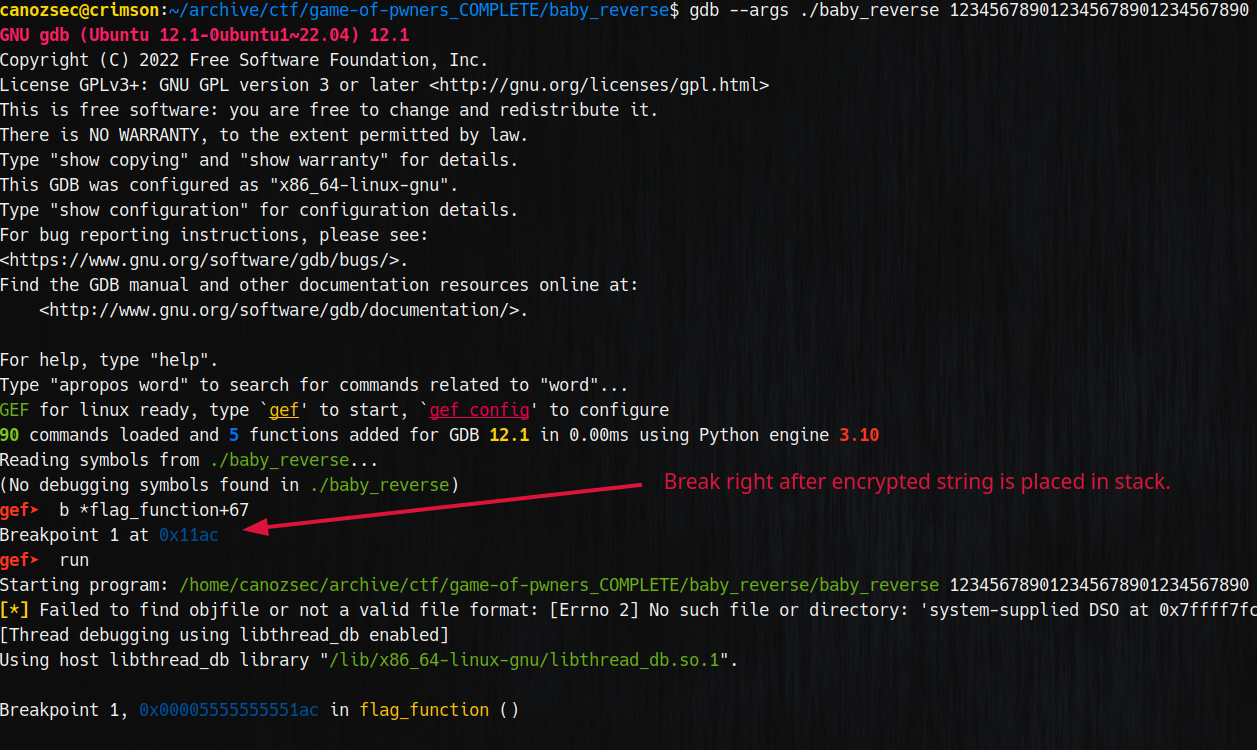 canozsec@crimson:~/archive/ctf/game-of-pwners_COMPLETE/baby_reverse$ gdb --args ./baby_reverse 123456789012345678901234567890
GNU gdb (Ubuntu 12.1-0ubuntu1~22.04) 12.1
Copyright (C) 2022 Free Software Foundation, Inc.
License GPLv3+: GNU GPL version 3 or later <http://gnu.org/licenses/gpl.html>
This is free software: you are free to change and redistribute it.
There is NO WARRANTY, to the extent permitted by law.
Type "show copying" and "show warranty" for details.
This GDB was configured as "x86_64-linux-gnu".
Type "show configuration" for configuration details.
For bug reporting instructions, please see:
<https://www.gnu.org/software/gdb/bugs/>.
Find the GDB manual and other documentation resources online at:
    <http://www.gnu.org/software/gdb/documentation/>.
For help, type "help".
Type "apropos word" to search for commands related to "word"...
GEF for linux ready, type `gef' to start, `gef config' to configure
90 commands loaded and 5 functions added for GDB 12.1 in 0.00ms using Python engine 3.10
Reading symbols from ./baby_reverse...
Break right after encrypted string is placed in stack.
(No debugging symbols found in ./baby_reverse)
gef➤  b *flag_function+67
Breakpoint 1 at 0x11ac
gef➤  run
Starting program: /home/canozsec/archive/ctf/game-of-pwners_COMPLETE/baby_reverse/baby_reverse 123456789012345678901234567890
[*] Failed to find objfile or not a valid file format: [Errno 2] No such file or directory: 'system-supplied DSO at 0x7ffff7fc
[Thread debugging using libthread_db enabled]
Using host libthread_db library "/lib/x86_64-linux-gnu/libthread_db.so.1".
Breakpoint 1, 0x00005555555551ac in flag_function ()